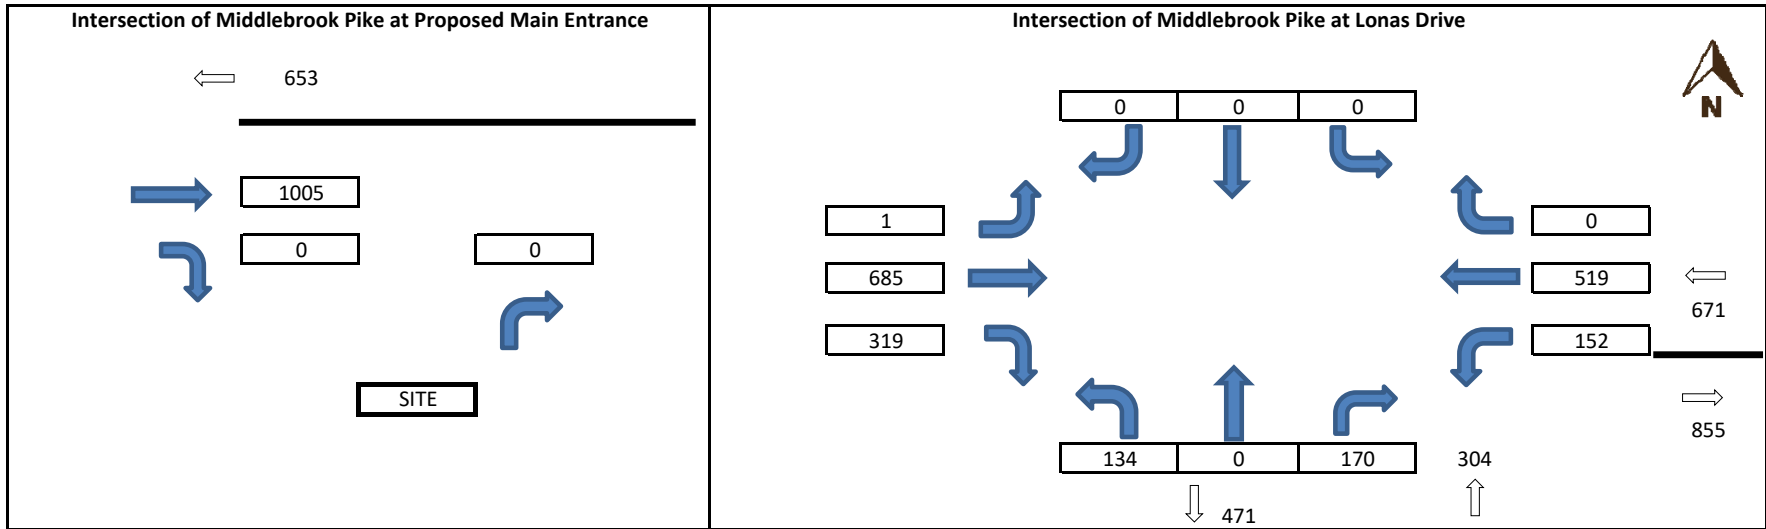 Intersection of Middlebrook Pike at Proposed Main Entrance
653
1005
0 0
SITE
Intersection of Middlebrook Pike at Lonas Drive
N
0 0 0
1 0
685 519
671
319 152
855
134 0 170 304
471